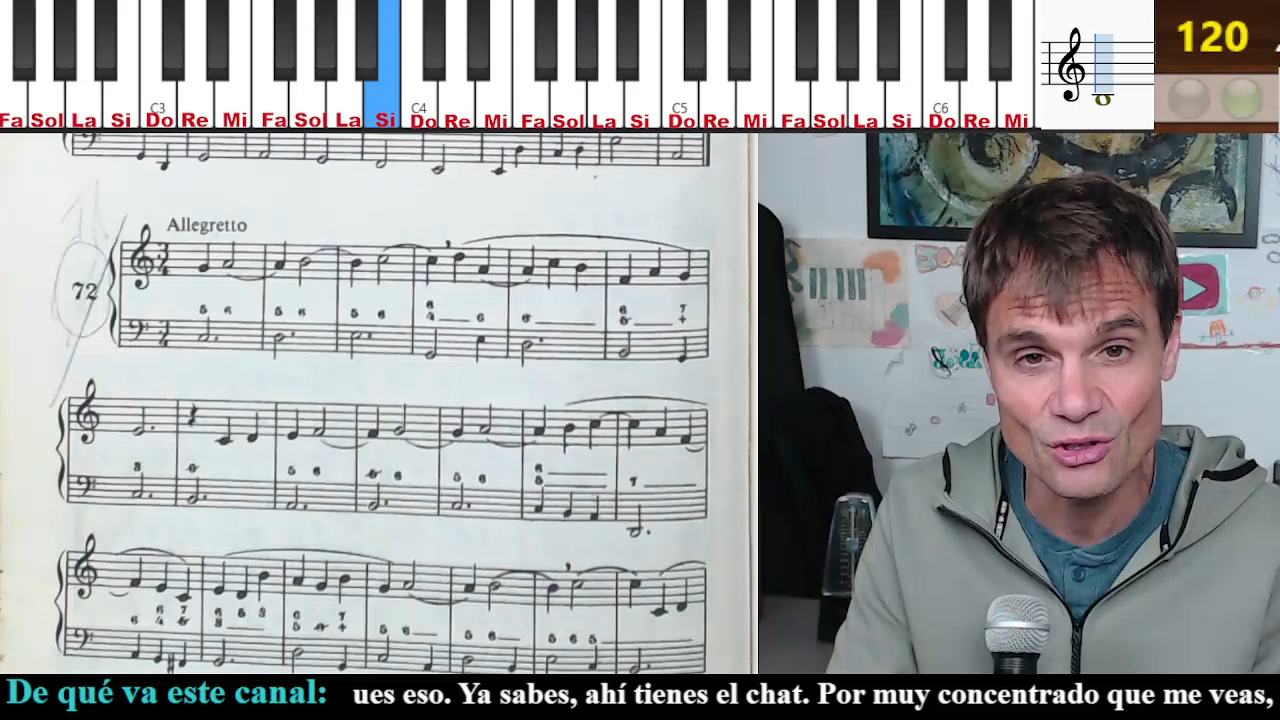 120
C3 C4 C5 C6
Fa Sol La Si Do Re Mi Fa Sol La Si Do Re Mi Fa Sol La Si Do Re Mi Fa Sol La Si Do Re Mi
Allegretto
72
De qué va este canal: ues eso. Ya sabes, ahí tienes el chat. Por muy concentrado que me veas,